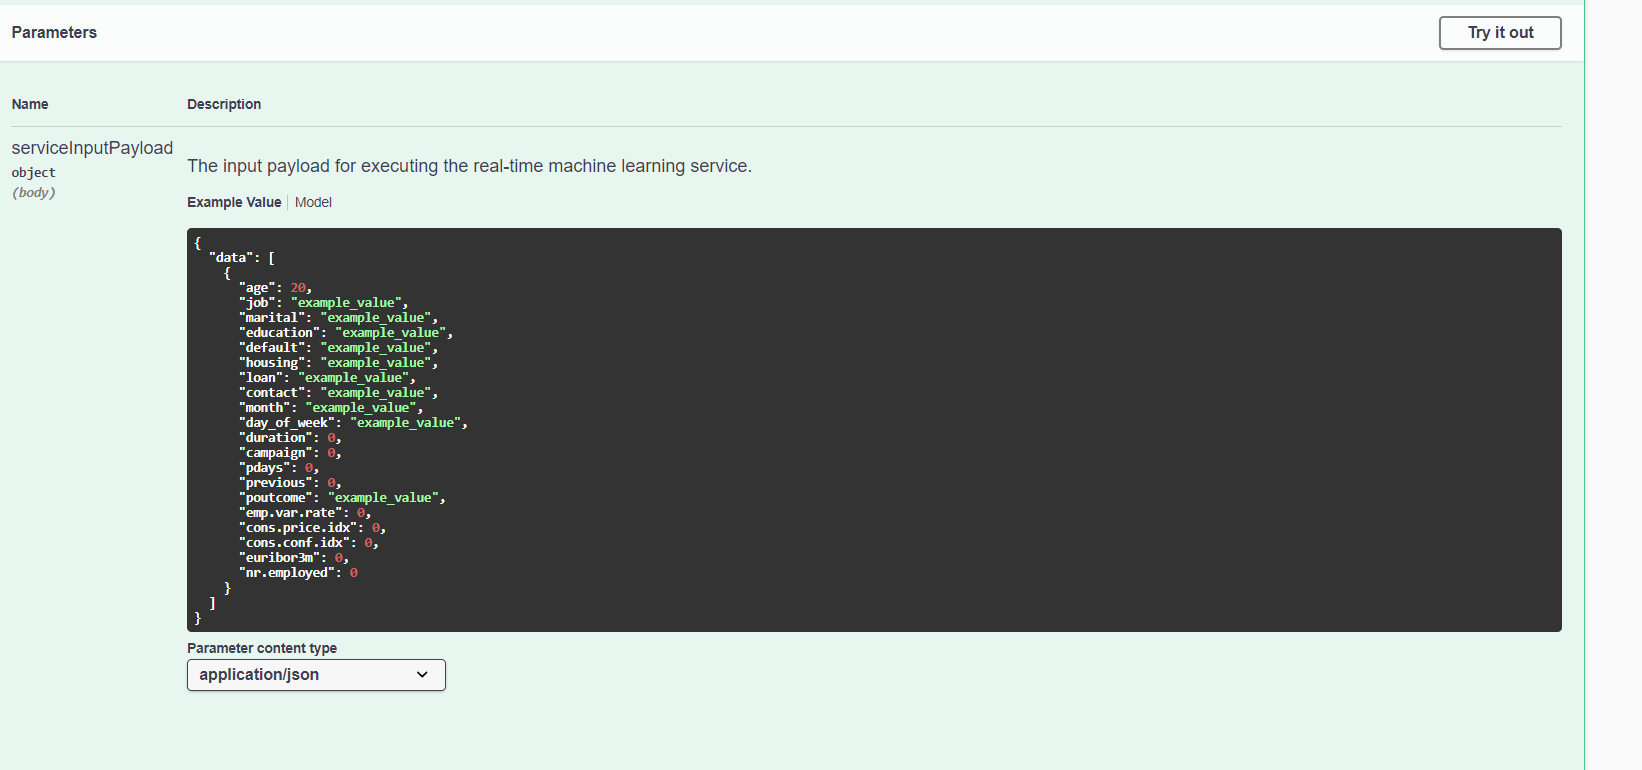 Parameters
Try it out
Name Description
serviceInputPayload
object
(body)
The input payload for executing the real-time machine learning service.
Example Value Model
{
  "data": [
    {
      "age": 20,
      "job": "example_value",
      "marital": "example_value",
      "education": "example_value",
      "default": "example_value",
      "housing": "example_value",
      "loan": "example_value",
      "contact": "example_value",
      "month": "example_value",
      "day_of_week": "example_value",
      "duration": 0,
      "campaign": 0,
      "pdays": 0,
      "previous": 0,
      "poutcome": "example_value",
      "emp.var.rate": 0,
      "cons.price.idx": 0,
      "cons.conf.idx": 0,
      "euribor3m": 0,
      "nr.employed": 0
    }
  ]
}
Parameter content type
application/json